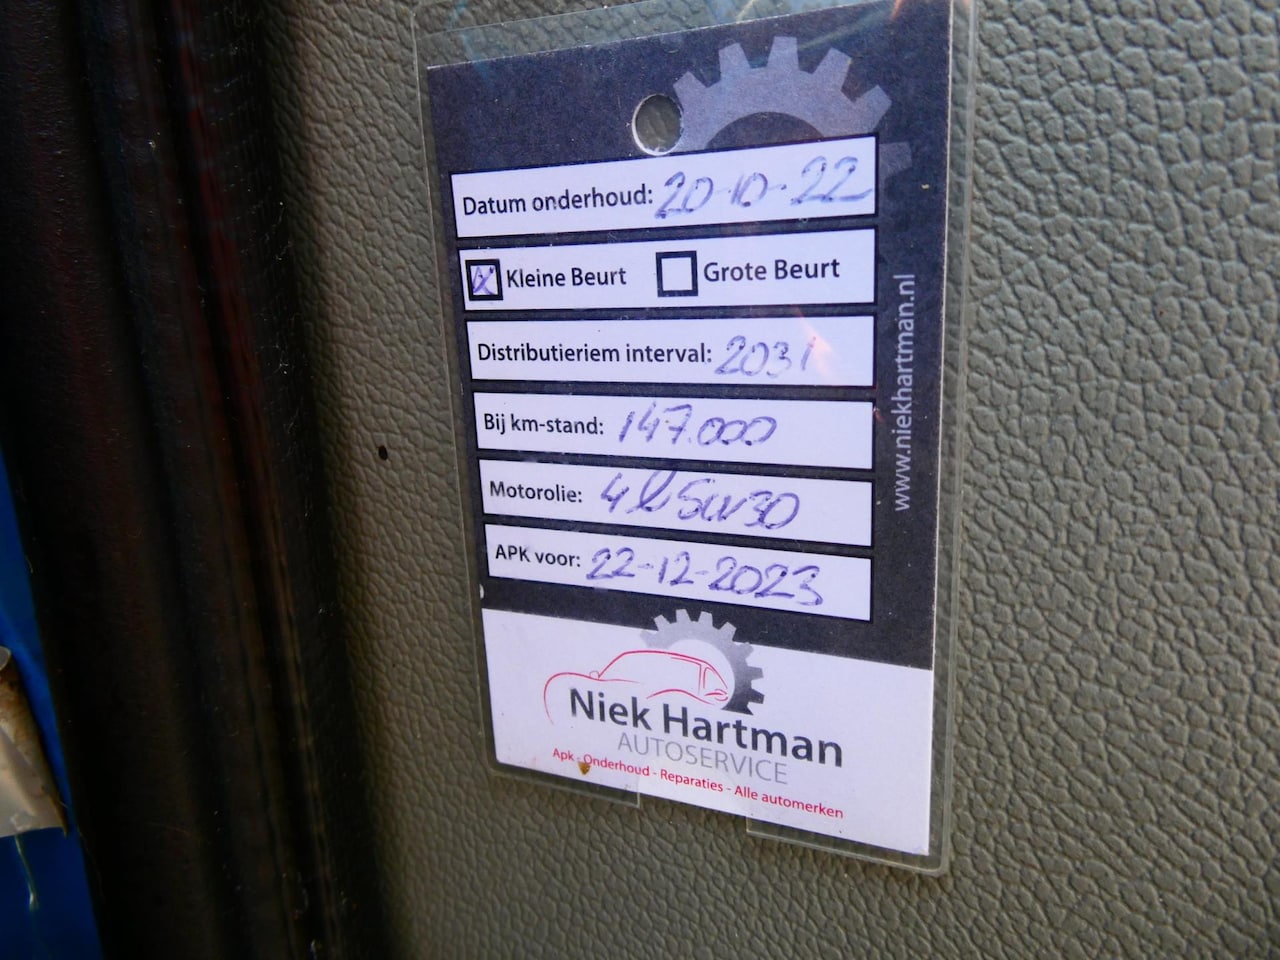 Datum onderhoud: 20-10-22
Kleine Beurt Grote Beurt
Distributieriem interval: 2031
Bij km-stand: 147.000
Motorolie: 4l 5w30
APK voor: 22-12-2023
www.niekhartman.nl
Niek Hartman
AUTOSERVICE
Apk - Onderhoud - Reparaties - Alle automerken